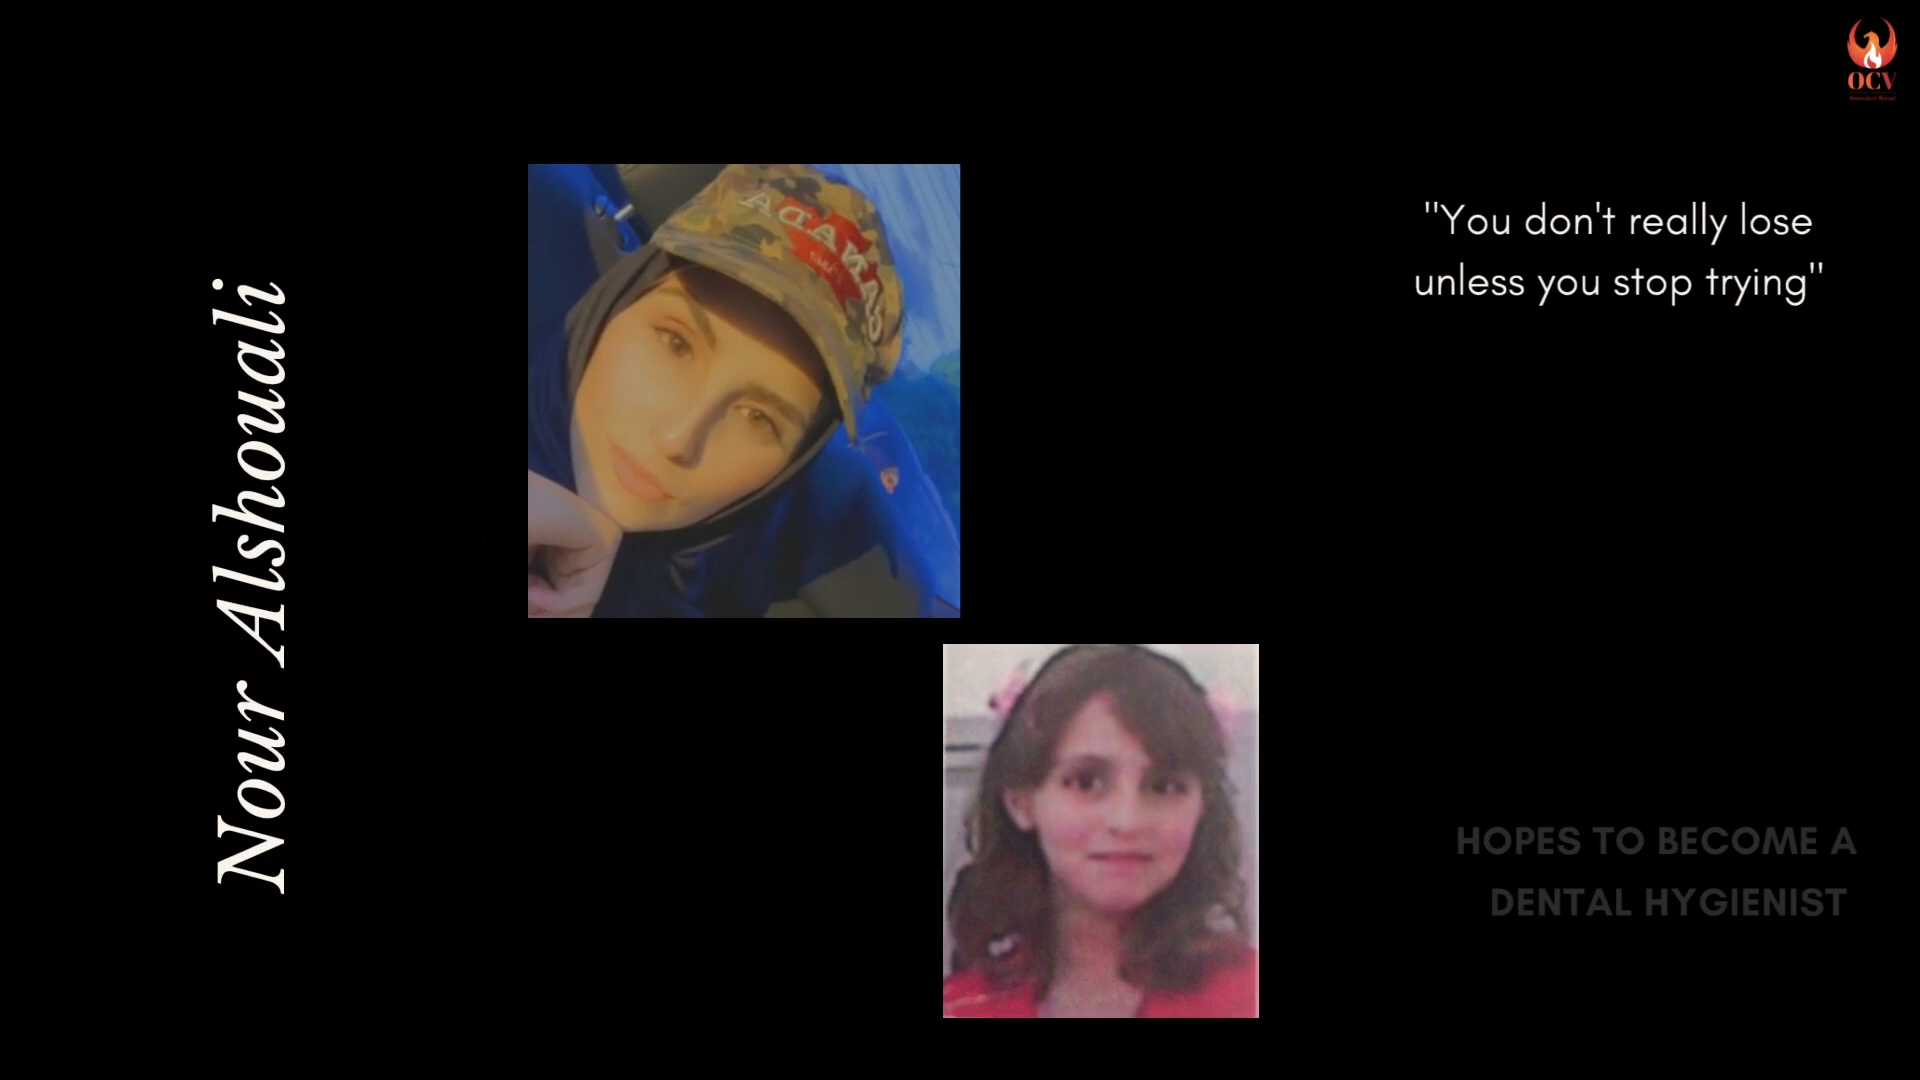 Nour Alshouali
OCV
CANADA
"You don't really lose
unless you stop trying"
HOPES TO BECOME A
DENTAL HYGIENIST